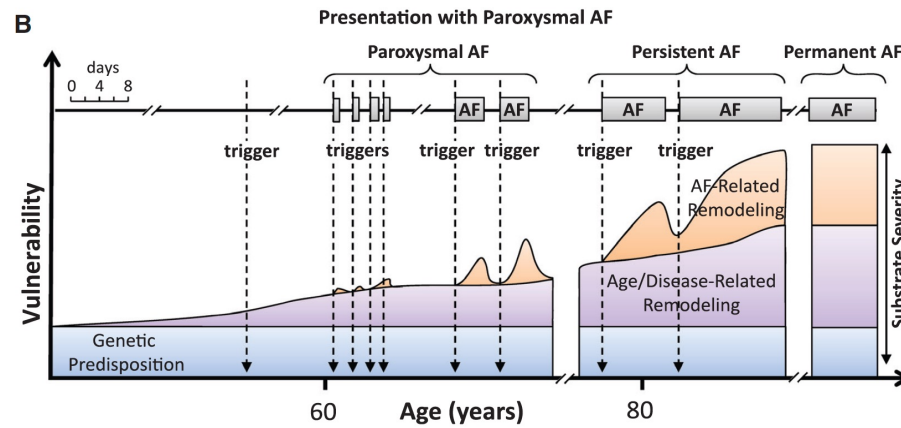 B
Presentation with Paroxysmal AF
Paroxysmal AF
Persistent AF
Permanent AF
days
0 4 8
AF
AF
AF
AF
AF
trigger
triggers
trigger
trigger
trigger
trigger
AF-Related
Remodeling
Age/Disease-Related
Remodeling
Genetic
Predisposition
Vulnerability
Substrate Severity
60
Age (years)
80